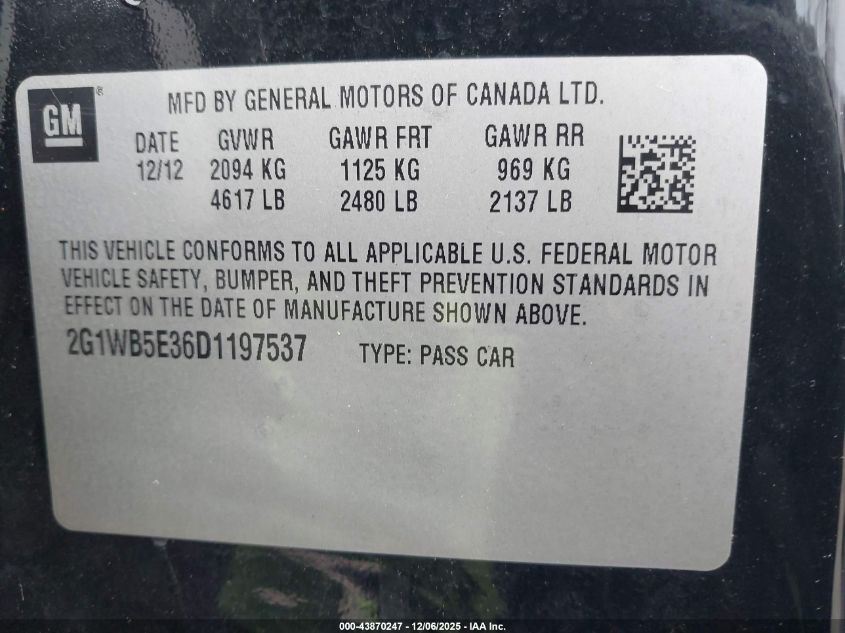 GM ®
MFD BY GENERAL MOTORS OF CANADA LTD.
DATE GVWR GAWR FRT GAWR RR
12/12 2094 KG 1125 KG 969 KG
4617 LB 2480 LB 2137 LB
THIS VEHICLE CONFORMS TO ALL APPLICABLE U.S. FEDERAL MOTOR
VEHICLE SAFETY, BUMPER, AND THEFT PREVENTION STANDARDS IN
EFFECT ON THE DATE OF MANUFACTURE SHOWN ABOVE.
2G1WB5E36D1197537 TYPE: PASS CAR
000-43870247 - 12/06/2025 - IAA Inc.